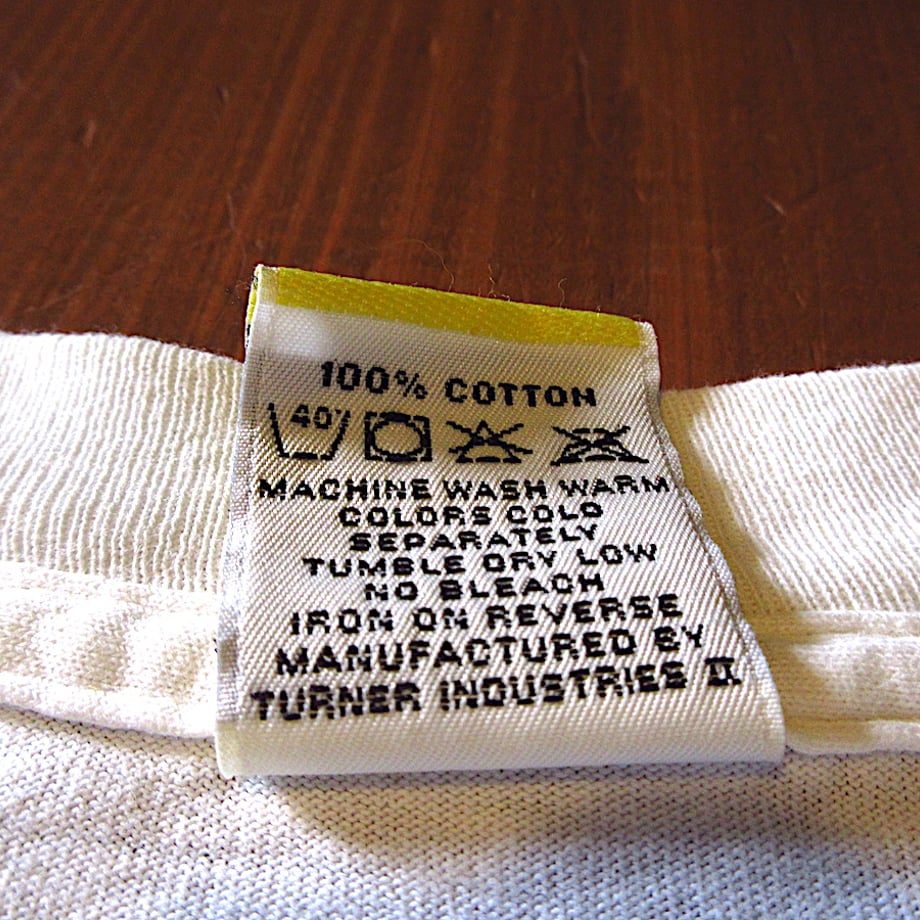 100% COTTON
40°
MACHINE WASH WARM
COLORS COLD
SEPARATELY
TUMBLE DRY LOW
NO BLEACH
IRON ON REVERSE
MANUFACTURED BY
TURNER INDUSTRIES II